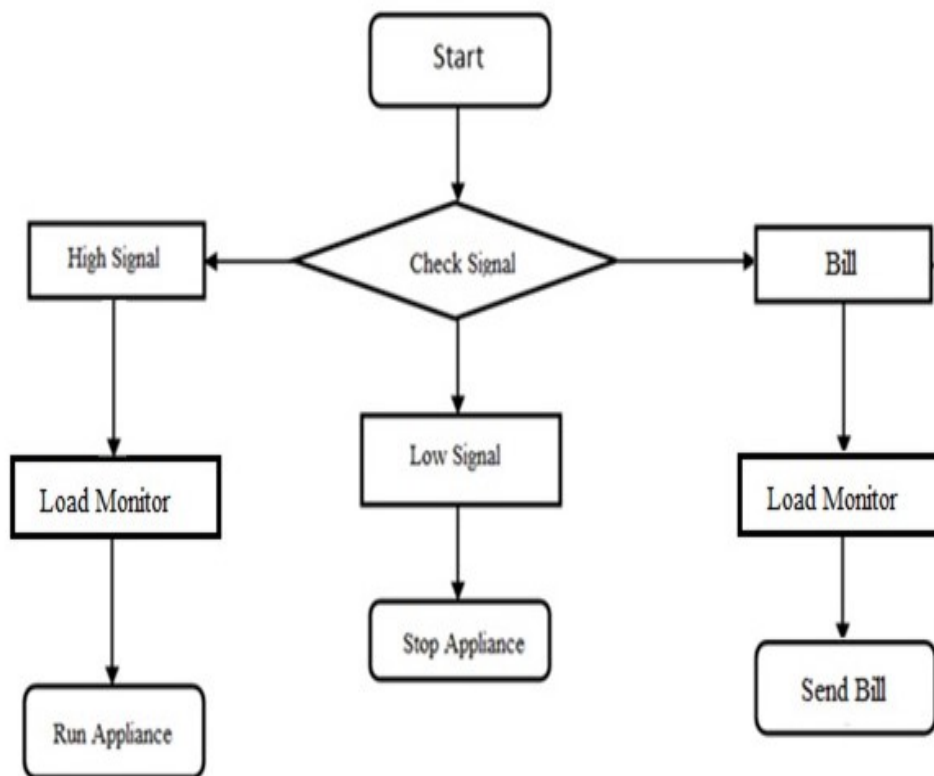 Start
High Signal
Check Signal
Bill
Low Signal
Load Monitor
Load Monitor
Stop Appliance
Send Bill
Run Appliance